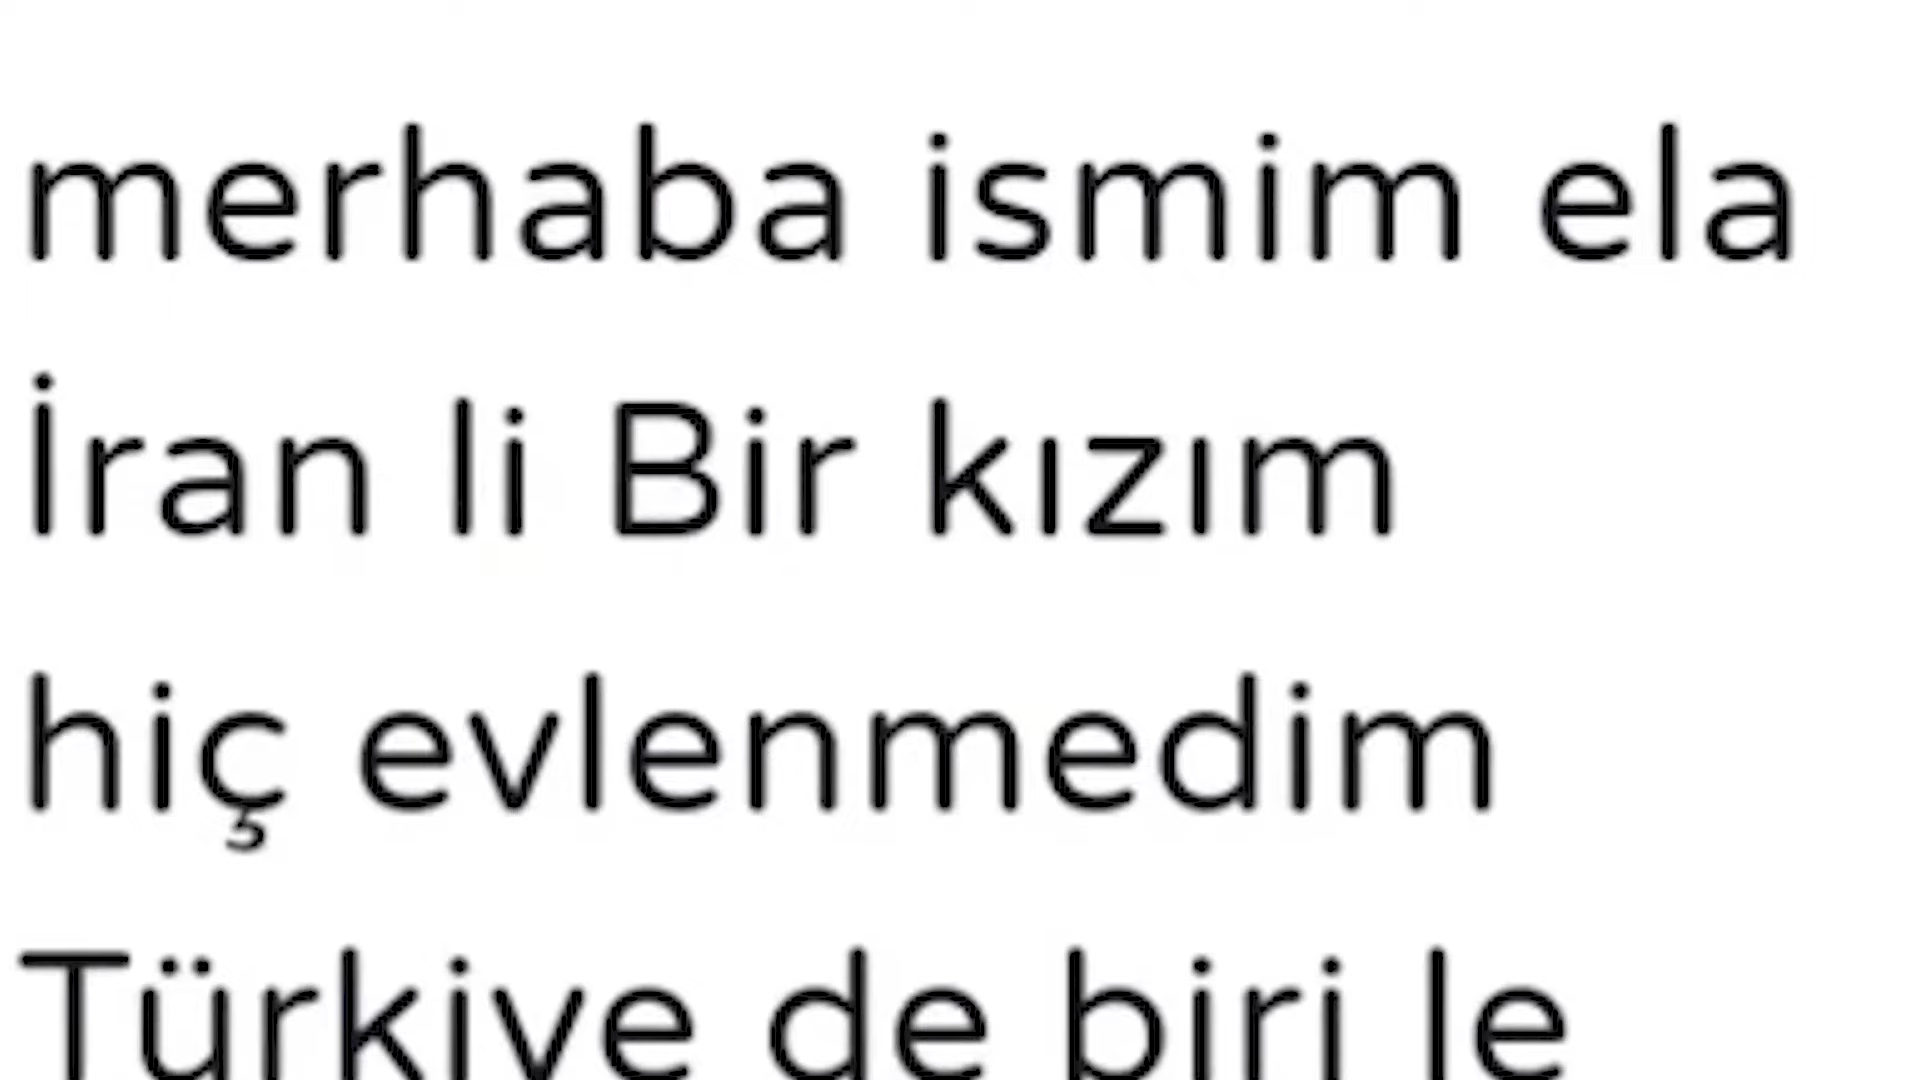 merhaba ismim ela
İran li Bir kızım
hiç evlenmedim
Türkiye de biri le